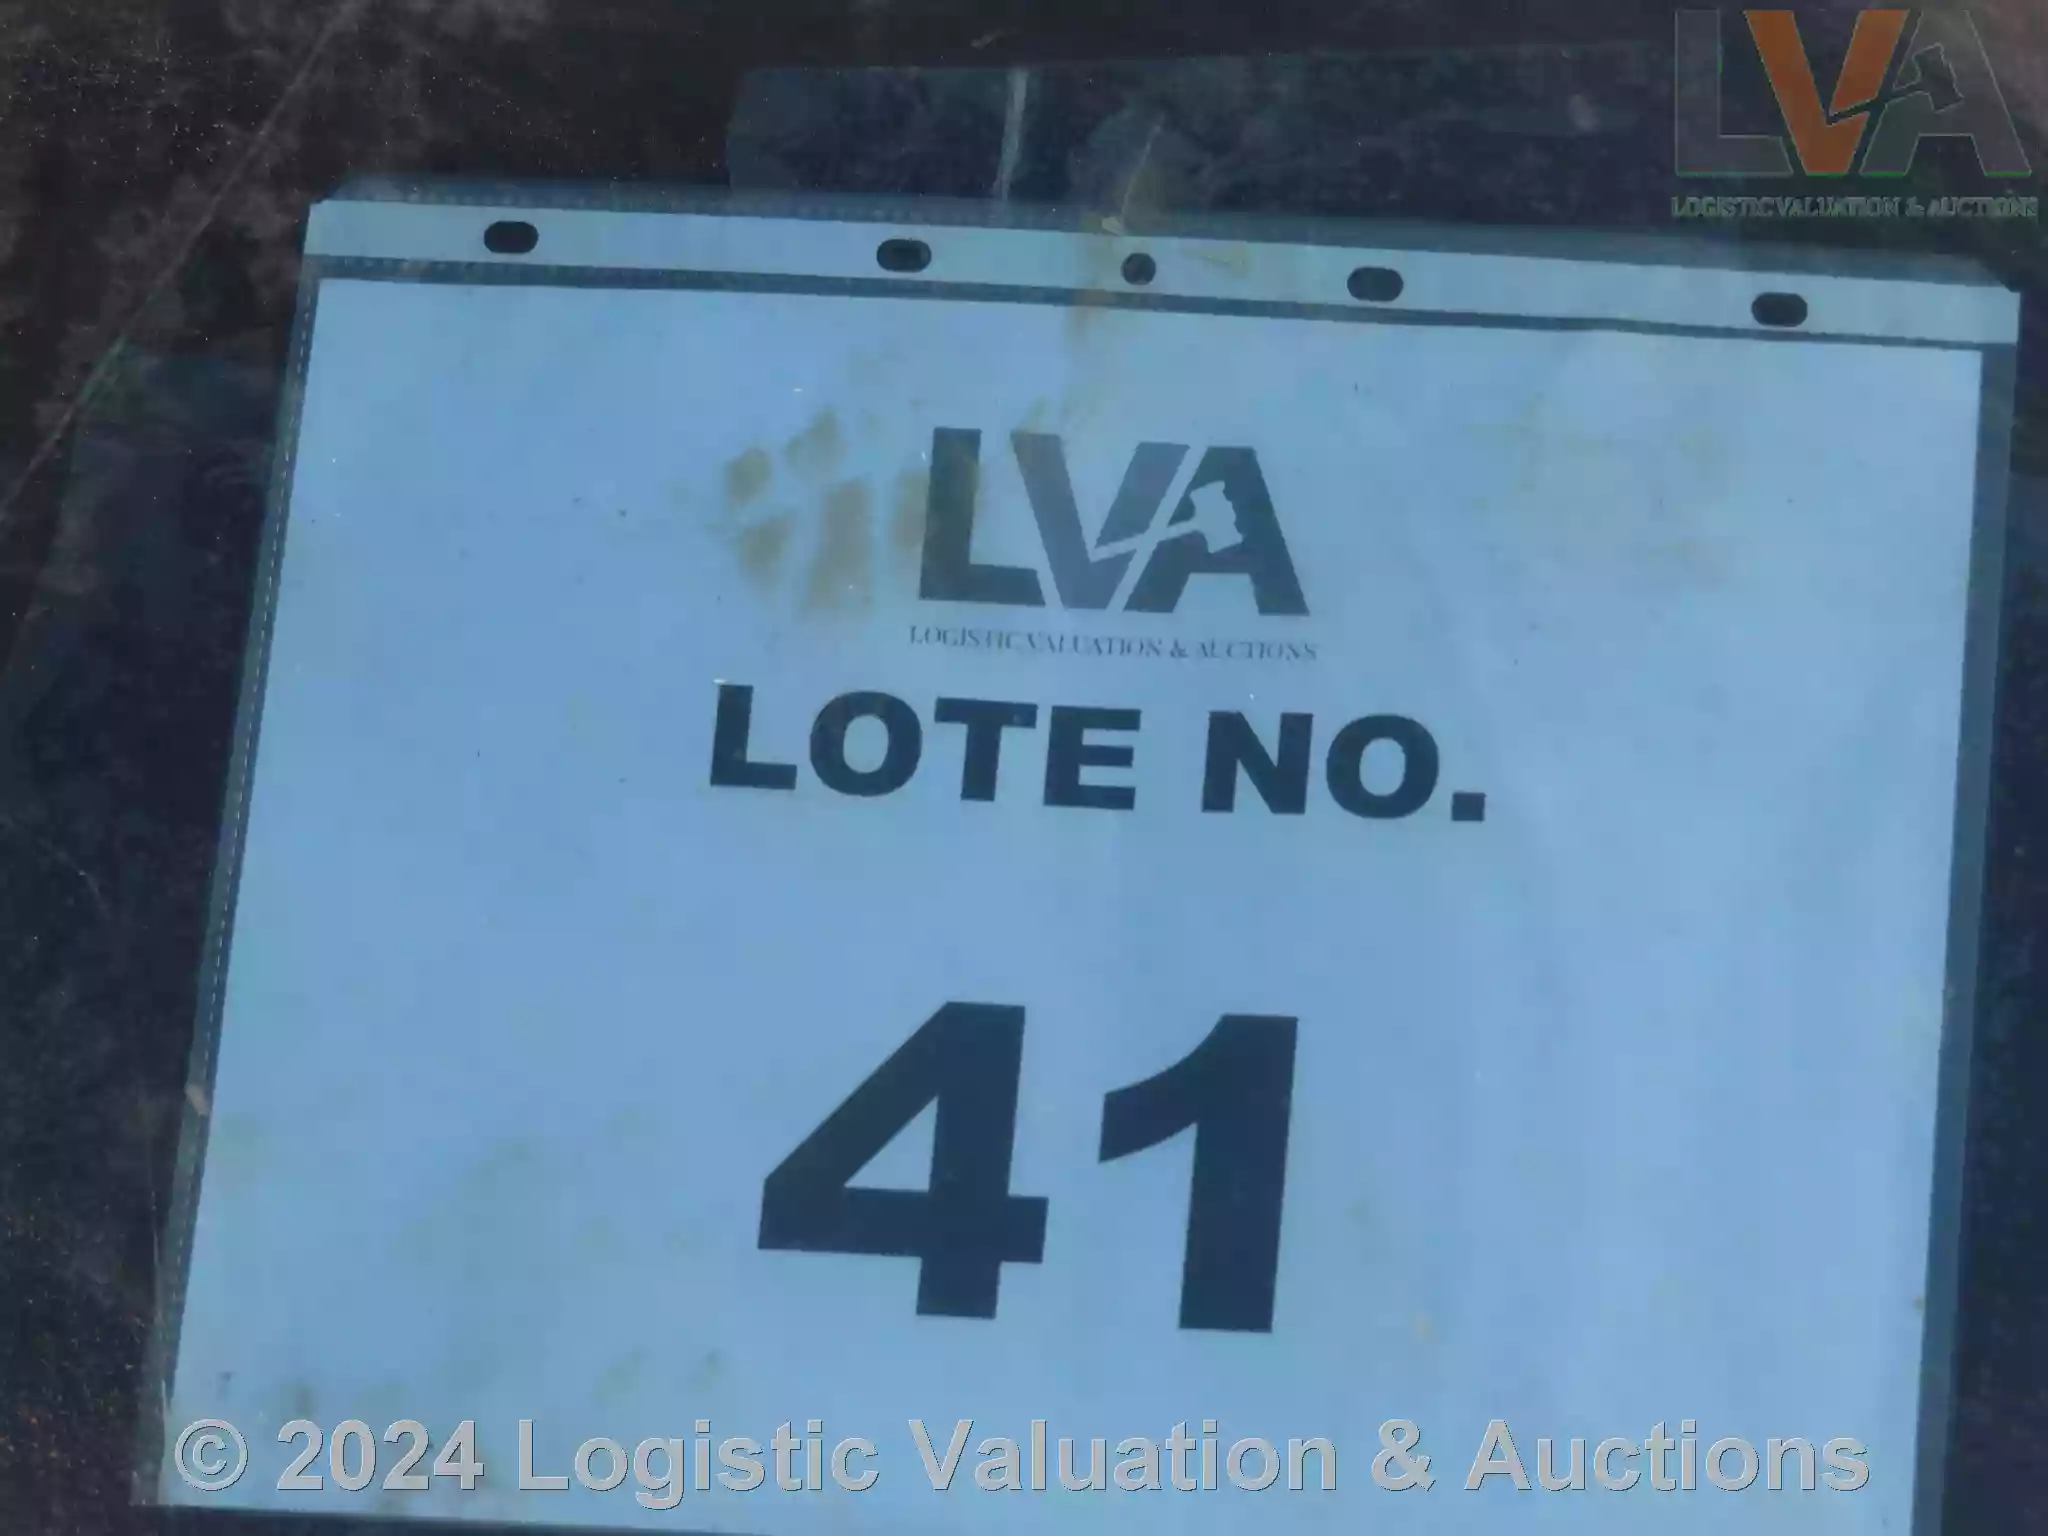 LVA
LOGISTIC VALUATION & AUCTIONS
LVA
LOGISTIC VALUATION & AUCTIONS
LOTE NO.
41
© 2024 Logistic Valuation & Auctions